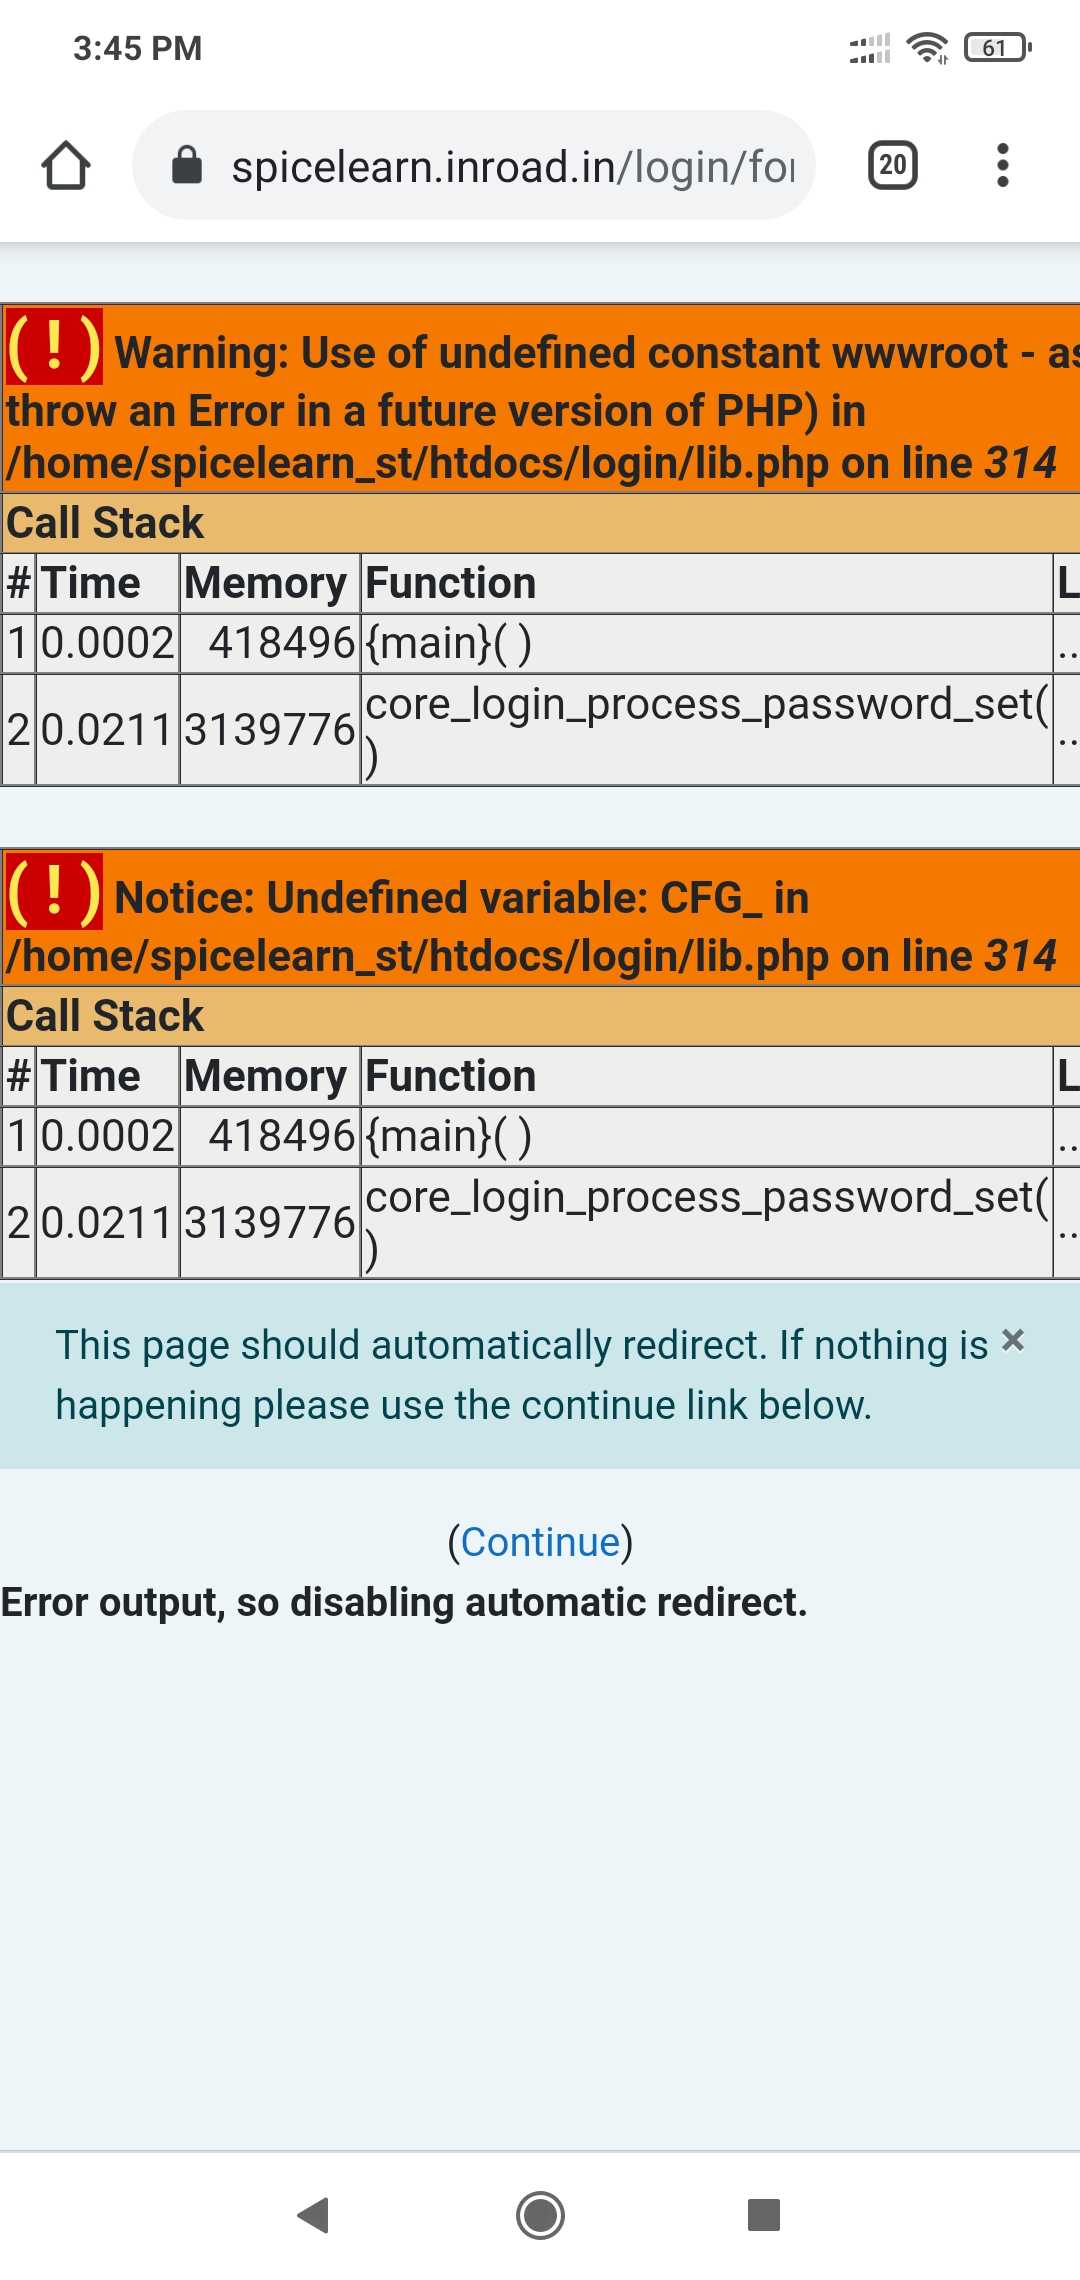 3:45 PM
61
spicelearn.inroad.in/login/for
20
( ! ) Warning: Use of undefined constant wwwroot - as
throw an Error in a future version of PHP) in
/home/spicelearn_st/htdocs/login/lib.php on line 314
Call Stack
# Time Memory Function L
1 0.0002 418496 {main}( ) ..
2 0.0211 3139776 core_login_process_password_set( ..
)
( ! ) Notice: Undefined variable: CFG_ in
/home/spicelearn_st/htdocs/login/lib.php on line 314
Call Stack
# Time Memory Function L
1 0.0002 418496 {main}( ) ..
2 0.0211 3139776 core_login_process_password_set( ..
)
This page should automatically redirect. If nothing is ×
happening please use the continue link below.
(Continue)
Error output, so disabling automatic redirect.